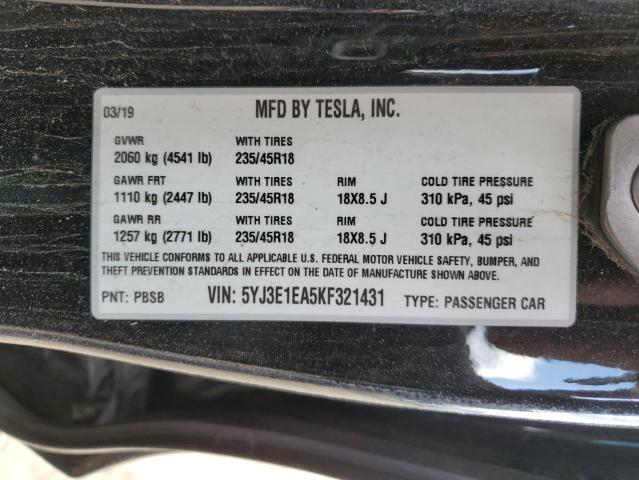 03/19 MFD BY TESLA, INC.
GVWR WITH TIRES
2060 kg (4541 lb) 235/45R18
GAWR FRT WITH TIRES RIM COLD TIRE PRESSURE
1110 kg (2447 lb) 235/45R18 18X8.5 J 310 kPa, 45 psi
GAWR RR WITH TIRES RIM COLD TIRE PRESSURE
1257 kg (2771 lb) 235/45R18 18X8.5 J 310 kPa, 45 psi
THIS VEHICLE CONFORMS TO ALL APPLICABLE U.S. FEDERAL MOTOR VEHICLE SAFETY, BUMPER, AND
THEFT PREVENTION STANDARDS IN EFFECT ON THE DATE OF MANUFACTURE SHOWN ABOVE.
PNT: PBSB VIN: 5YJ3E1EA5KF321431 TYPE: PASSENGER CAR